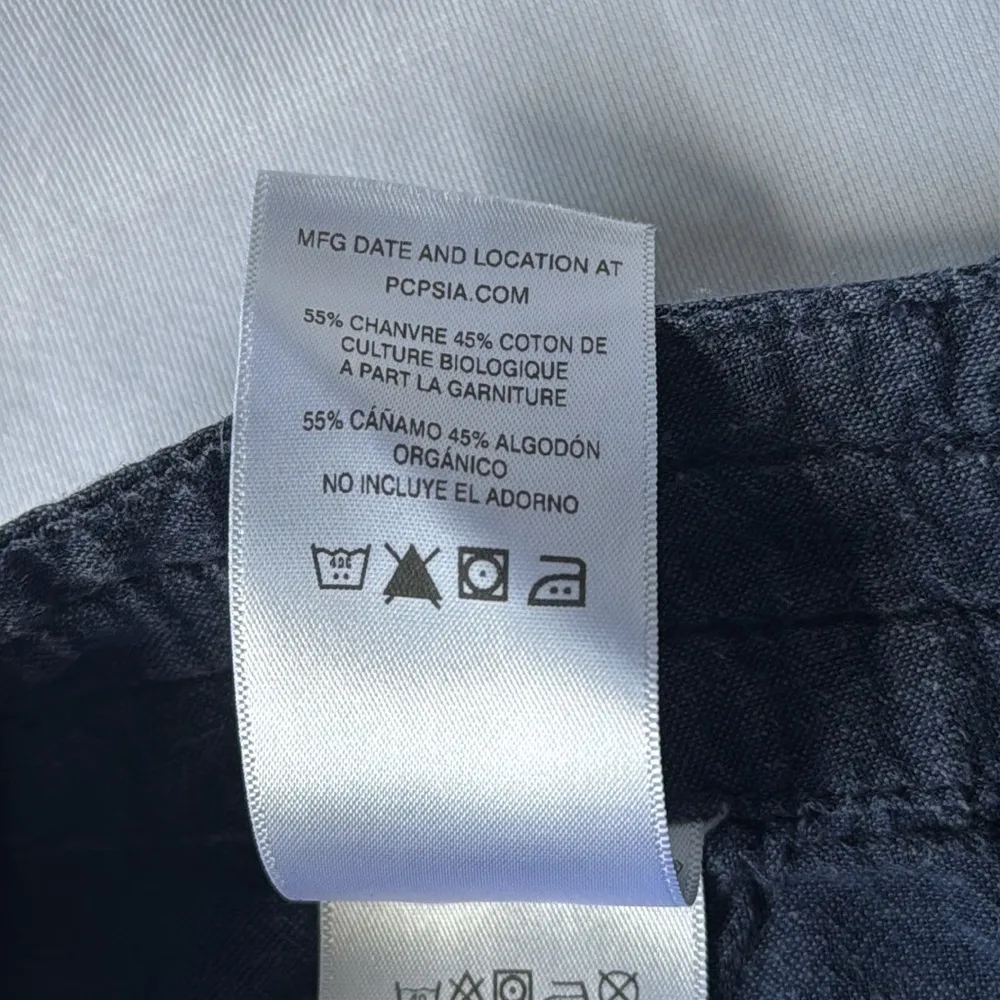 MFG DATE AND LOCATION AT
PCPSIA.COM
55% CHANVRE 45% COTON DE
CULTURE BIOLOGIQUE
A PART LA GARNITURE
55% CÁÑAMO 45% ALGODÓN
ORGÁNICO
NO INCLUYE EL ADORNO